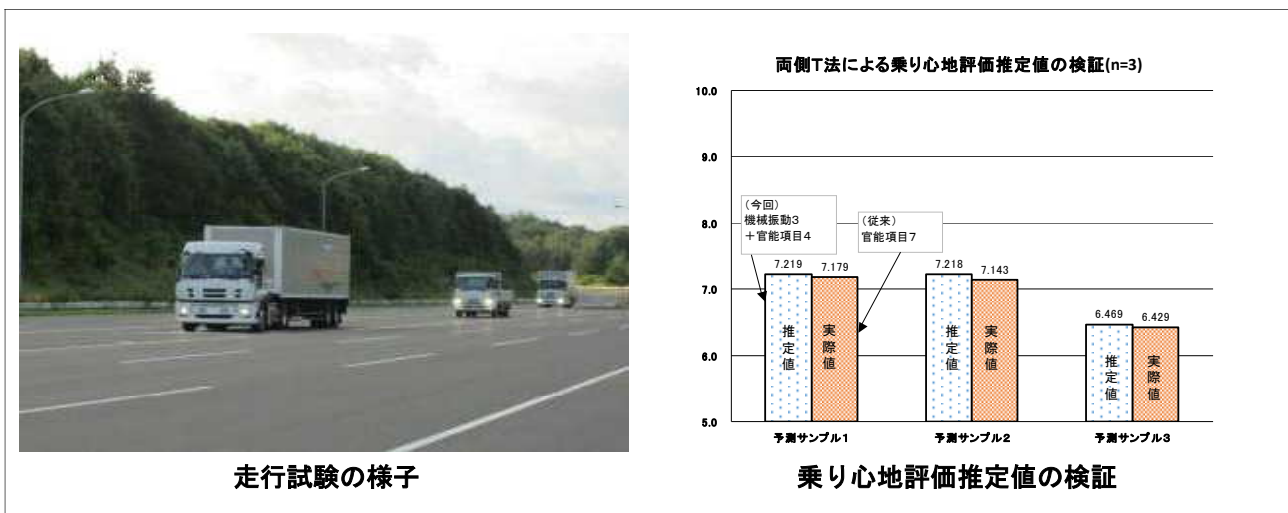 両側T法による乗り心地評価推定値の検証(n=3)
10.0
9.0
8.0
7.0
6.0
5.0
(今回)
機械振動3
+官能項目4
(従来)
官能項目7
7.219
7.179
7.218
7.143
6.469
6.429
推定値
実際値
推定値
実際値
推定値
実際値
予測サンプル1
予測サンプル2
予測サンプル3
走行試験の様子
乗り心地評価推定値の検証